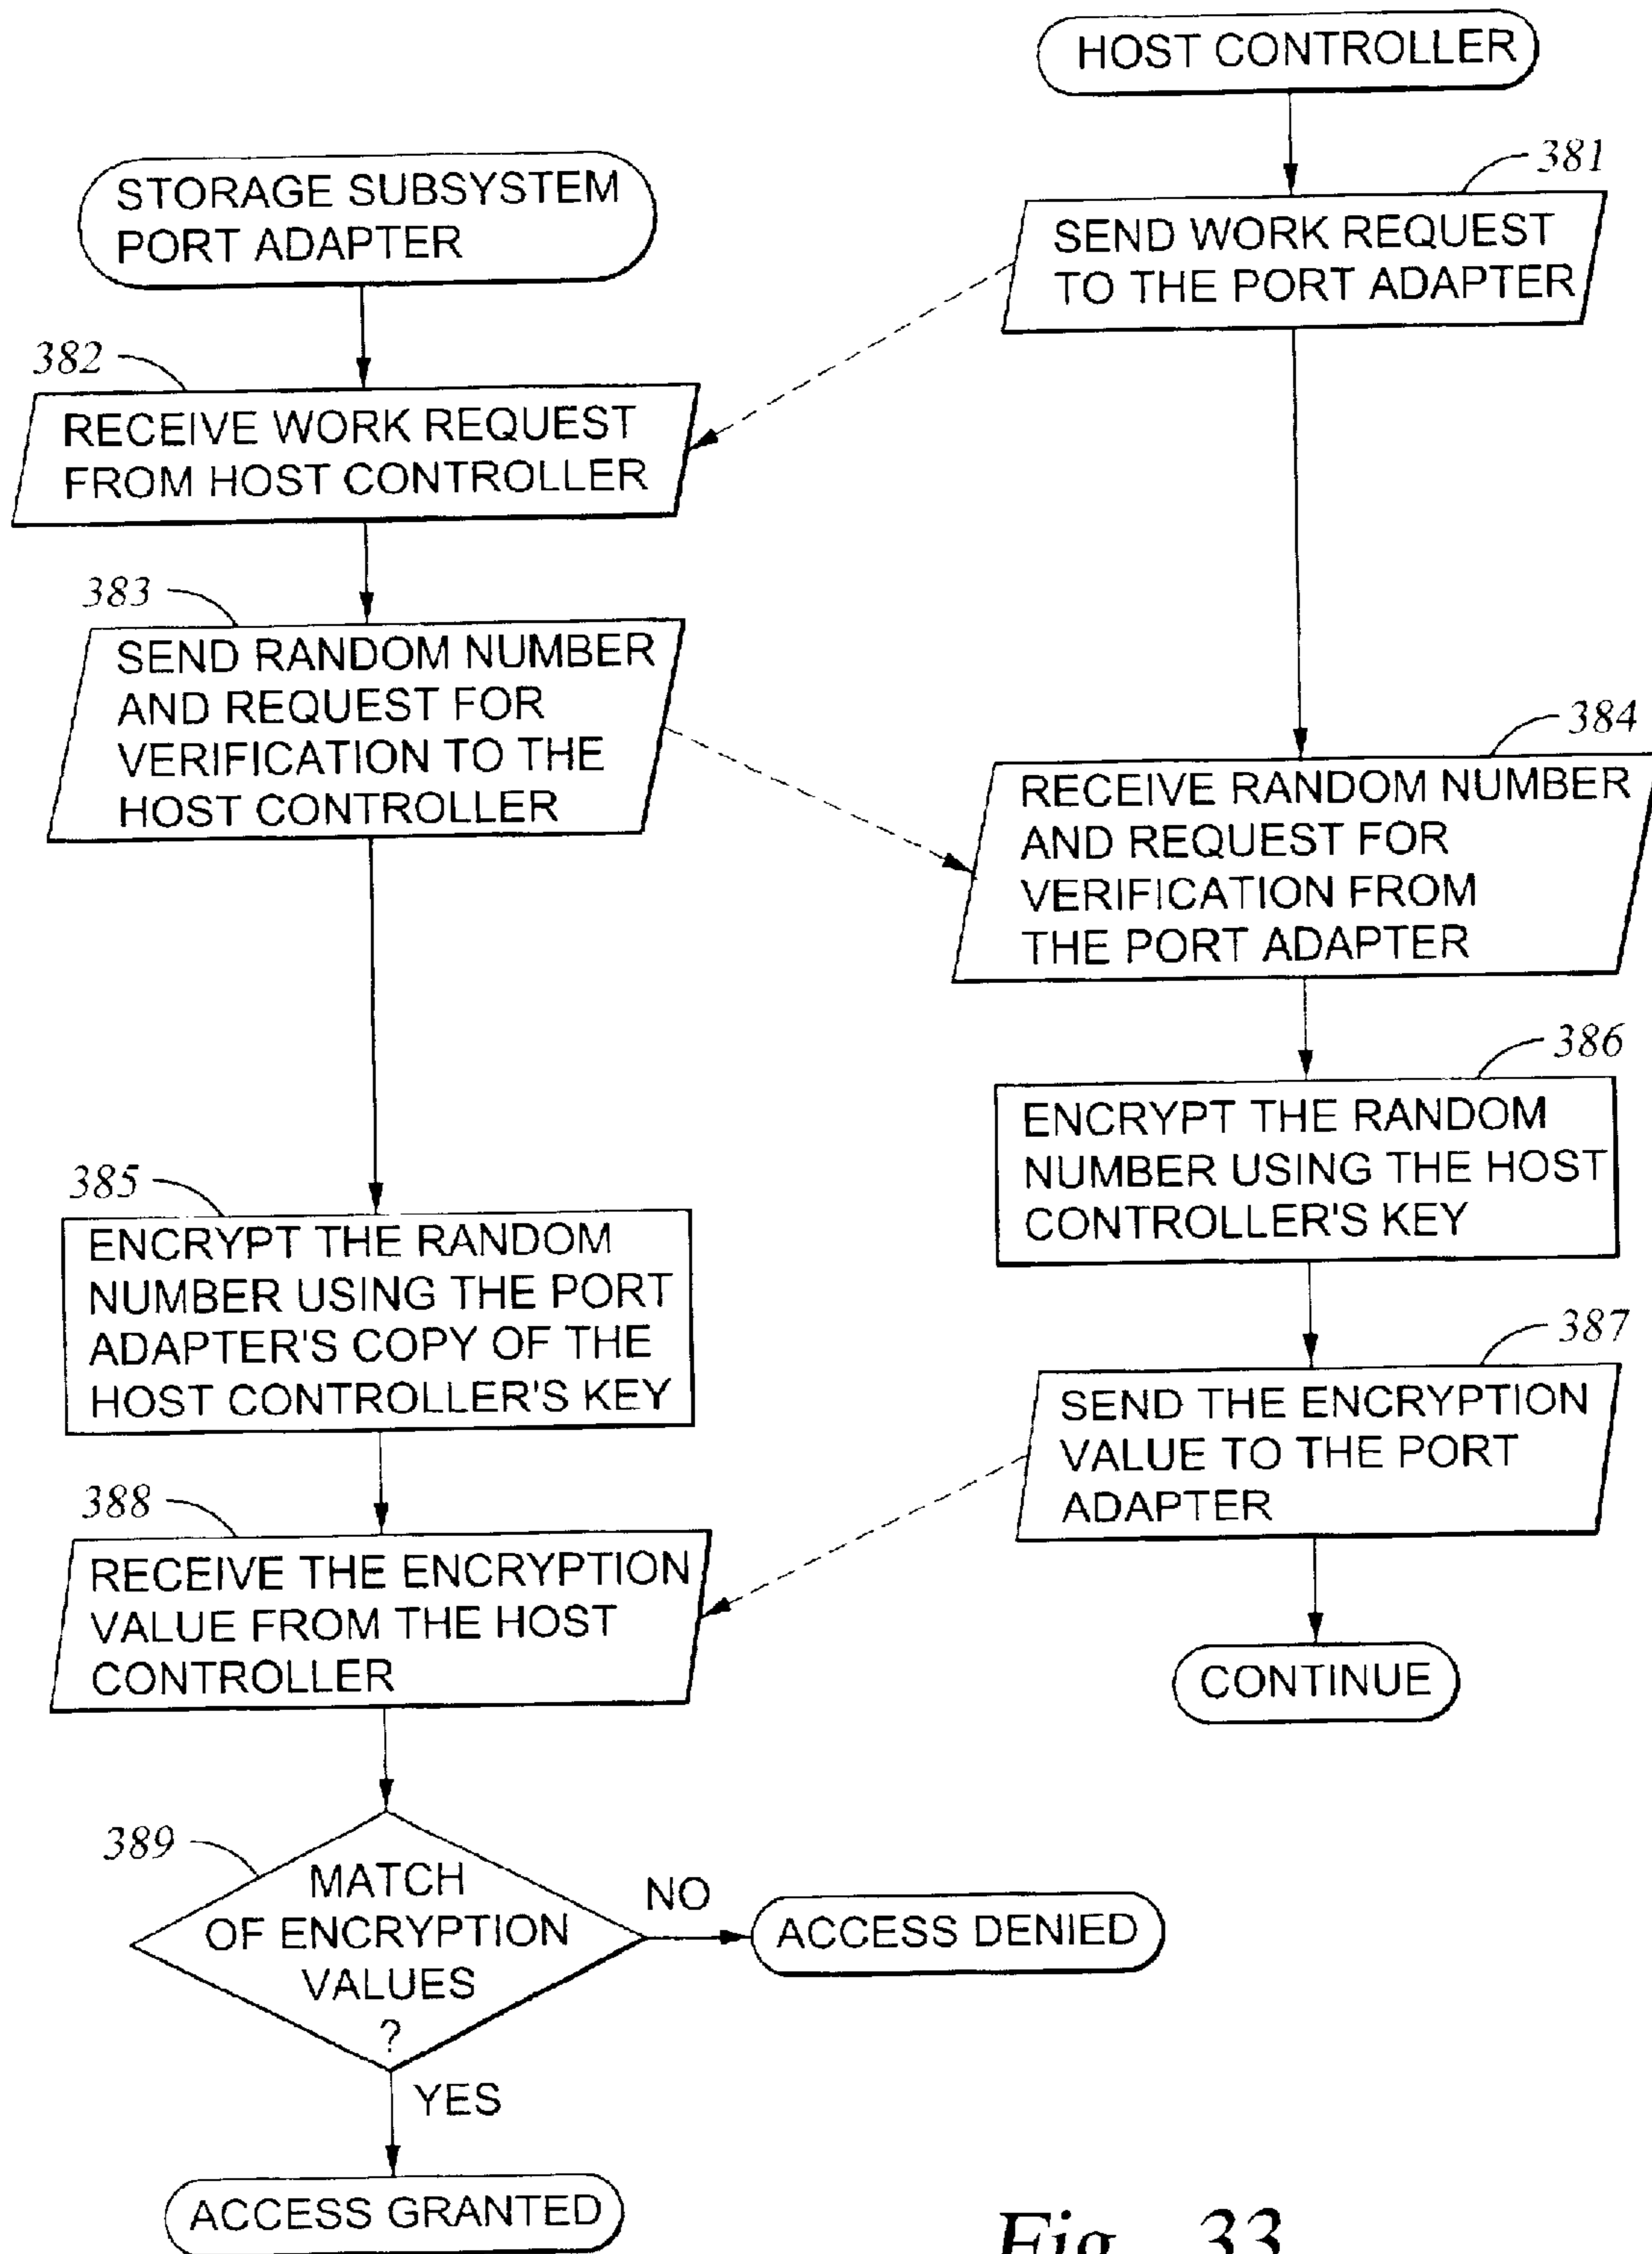 HOST CONTROLLER
381
SEND WORK REQUEST
TO THE PORT ADAPTER
STORAGE SUBSYSTEM
PORT ADAPTER
382
RECEIVE WORK REQUEST
FROM HOST CONTROLLER
383
SEND RANDOM NUMBER
AND REQUEST FOR
VERIFICATION TO THE
HOST CONTROLLER
384
RECEIVE RANDOM NUMBER
AND REQUEST FOR
VERIFICATION FROM
THE PORT ADAPTER
386
ENCRYPT THE RANDOM
NUMBER USING THE HOST
CONTROLLER'S KEY
385
ENCRYPT THE RANDOM
NUMBER USING THE PORT
ADAPTER'S COPY OF THE
HOST CONTROLLER'S KEY
387
SEND THE ENCRYPTION
VALUE TO THE PORT
ADAPTER
388
RECEIVE THE ENCRYPTION
VALUE FROM THE HOST
CONTROLLER
CONTINUE
389
MATCH
OF ENCRYPTION
VALUES
?
NO
ACCESS DENIED
YES
ACCESS GRANTED
Fig. 33